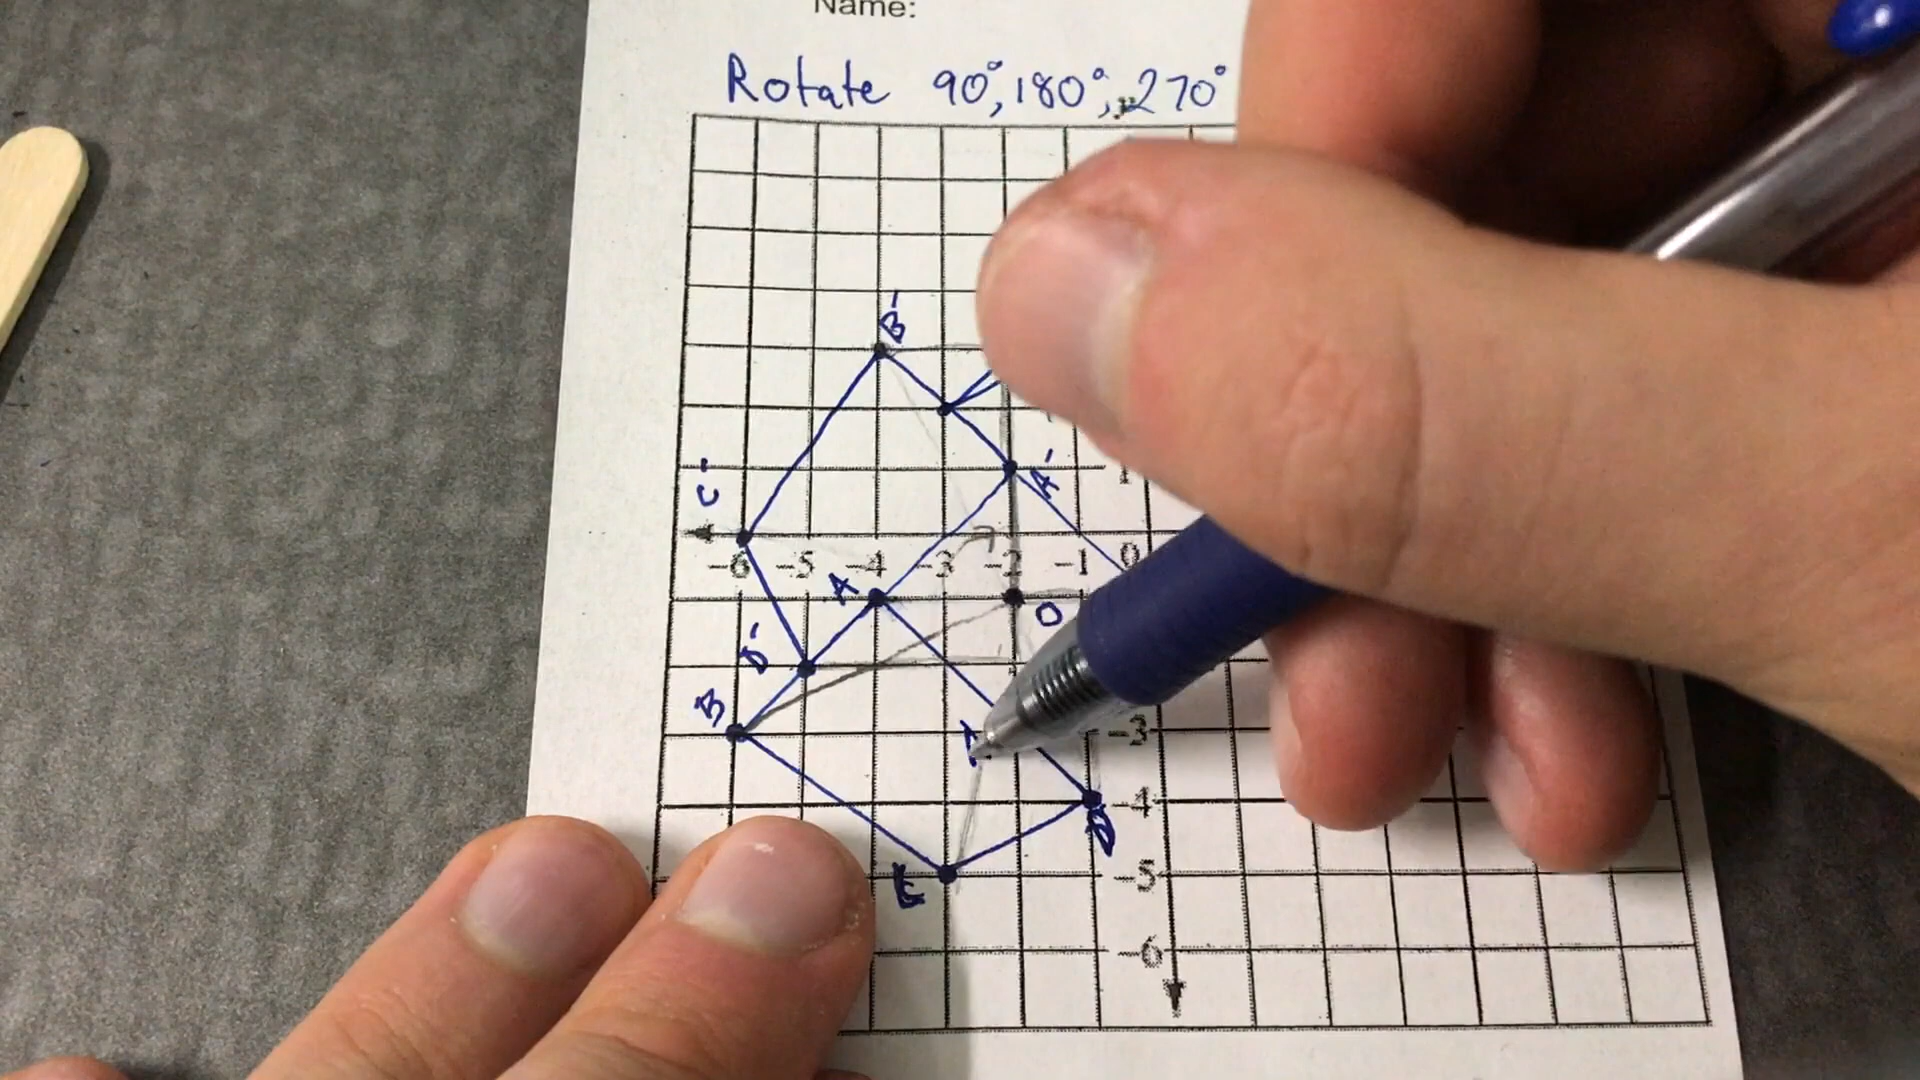 Name:
Rotate 90°, 180°, 270°
B'
C' A' 1
-6 -5 -4 -3 -2 -1 0
A O
D'
B -3
-4
D
-5
-6